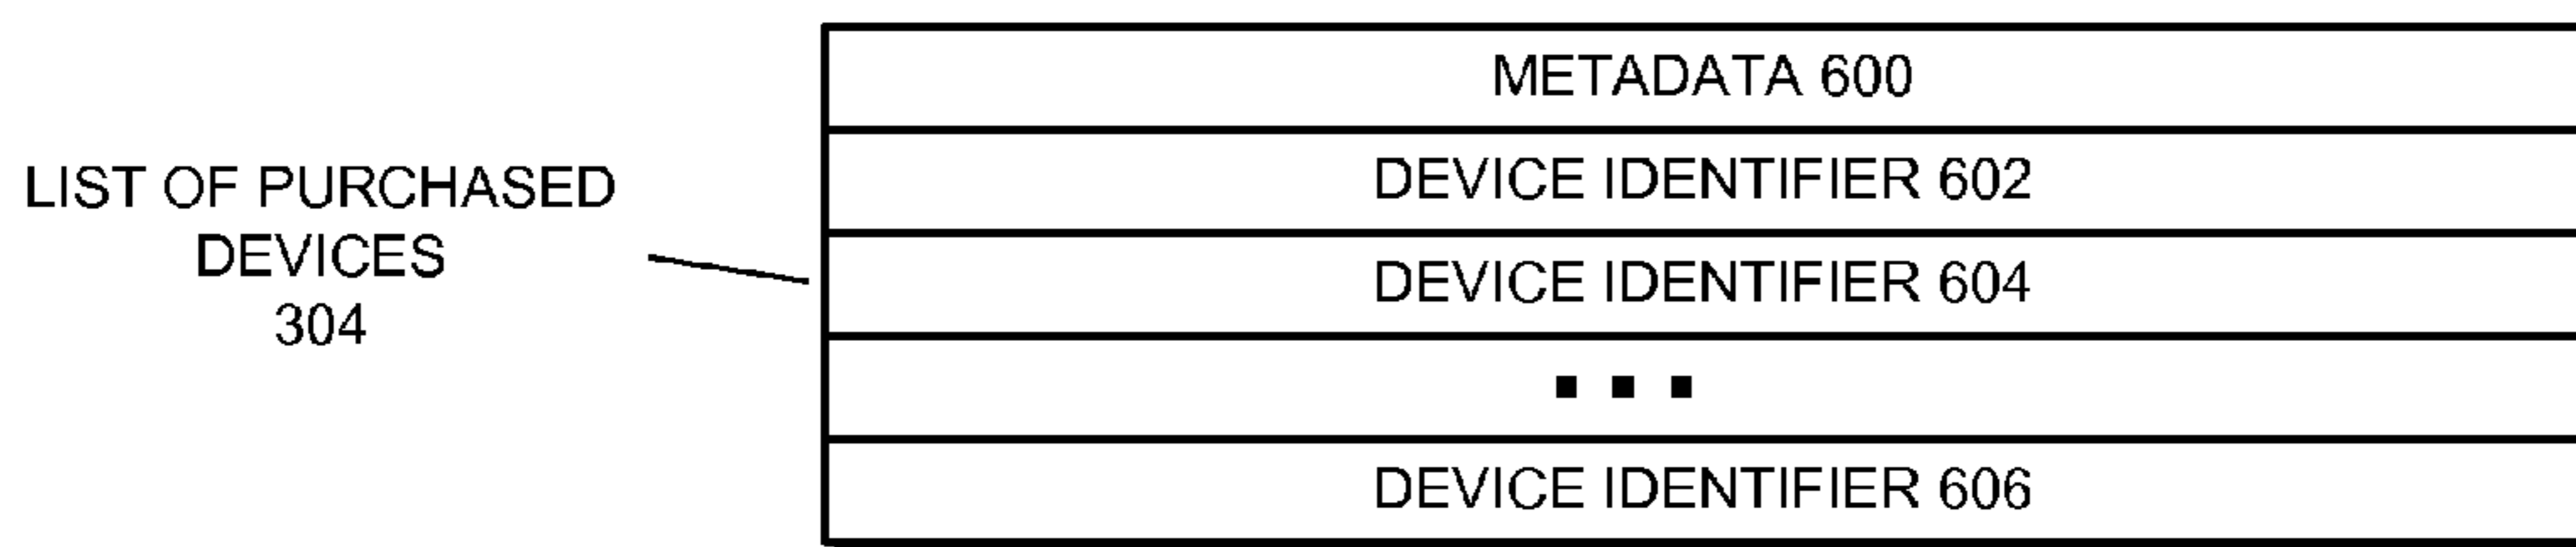 LIST OF PURCHASED
DEVICES
304
METADATA 600
DEVICE IDENTIFIER 602
DEVICE IDENTIFIER 604
...
DEVICE IDENTIFIER 606